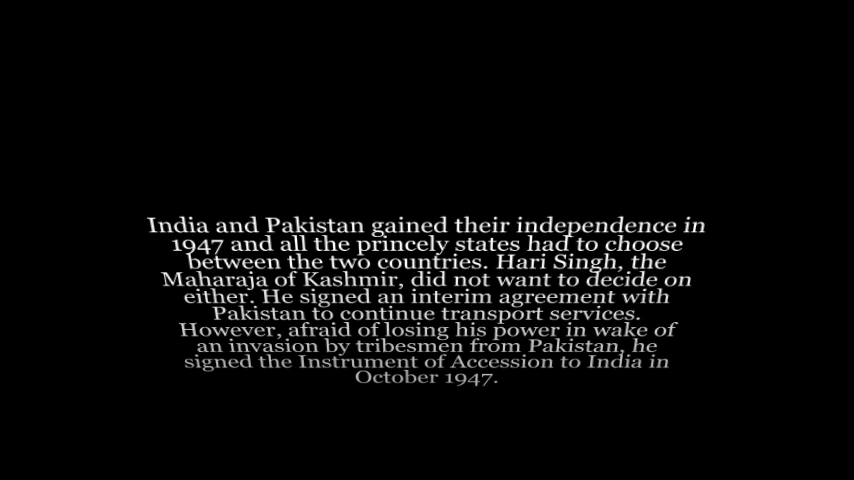 India and Pakistan gained their independence in
1947 and all the princely states had to choose
between the two countries. Hari Singh, the
Maharaja of Kashmir, did not want to decide on
either. He signed an interim agreement with
Pakistan to continue transport services.
However, afraid of losing his power in wake of
an invasion by tribesmen from Pakistan, he
signed the Instrument of Accession to India in
October 1947.